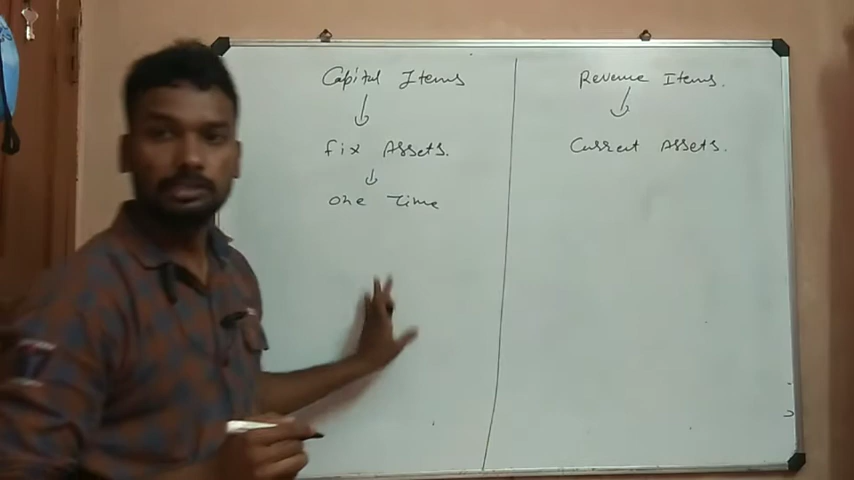 Capital Items
Fix Assets.
One Time
Revenue Items.
Current Assets.